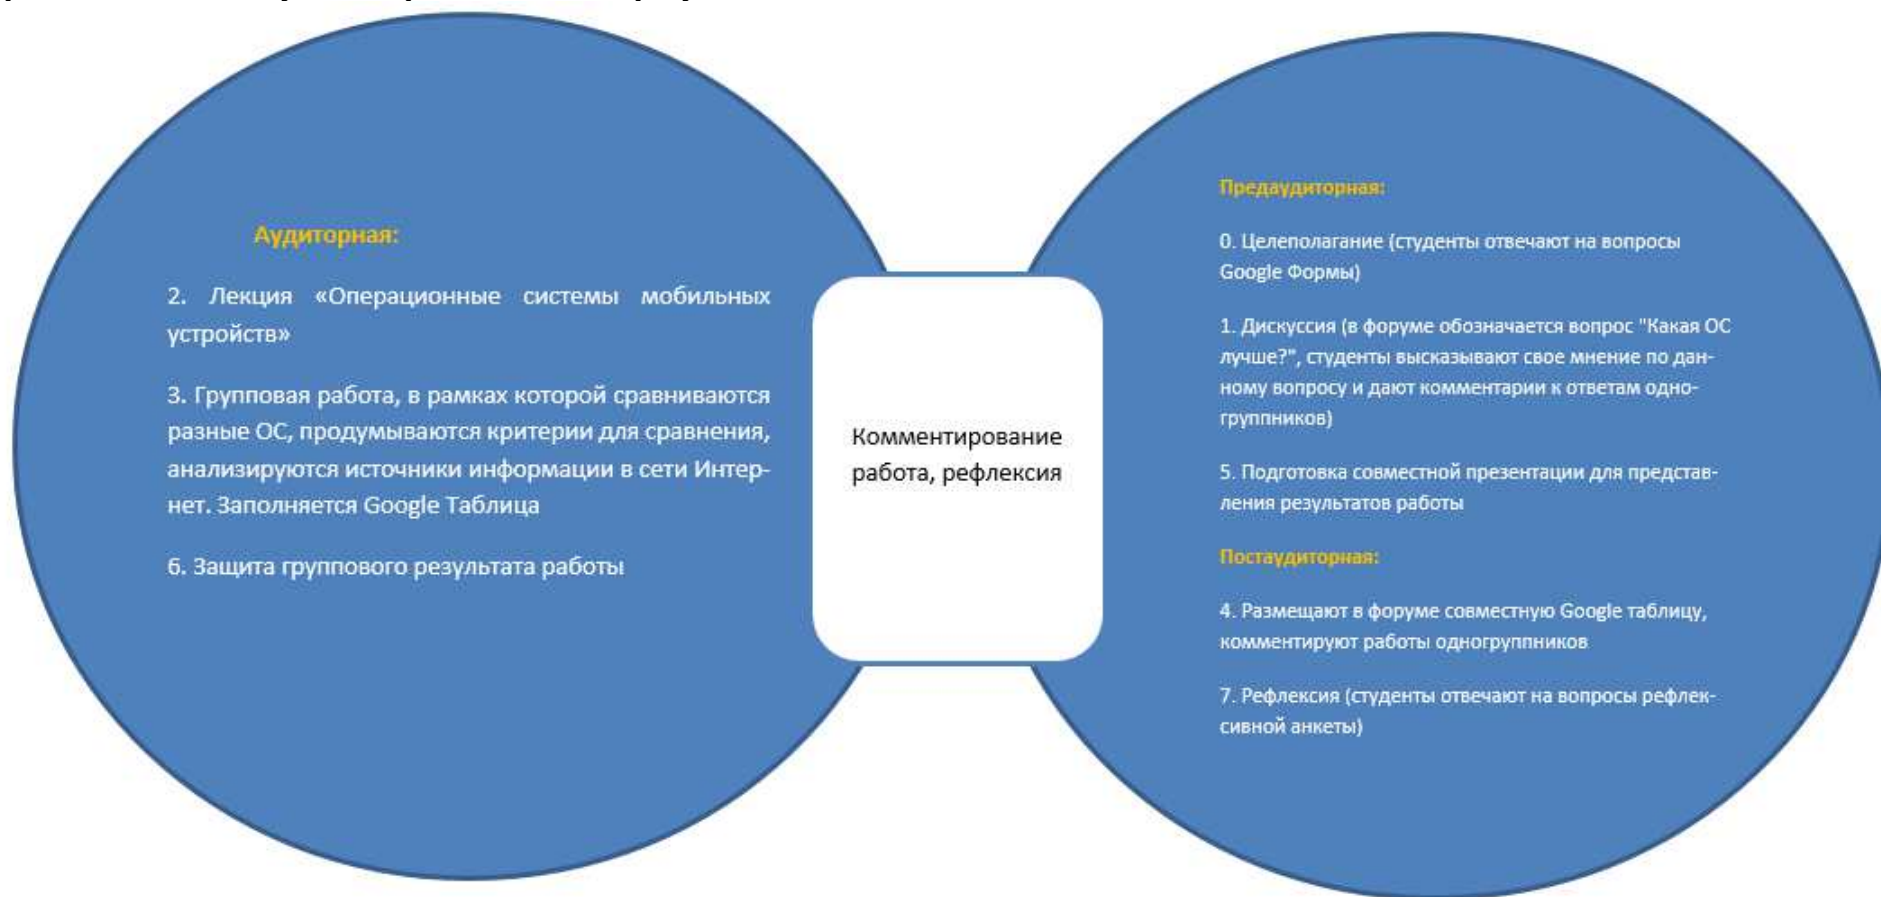 Аудиторная:
2. Лекция «Операционные системы мобильных
устройств»
3. Групповая работа, в рамках которой сравниваются
разные ОС, продумываются критерии для сравнения,
анализируются источники информации в сети Интер-
нет. Заполняется Google Таблица
6. Защита группового результата работы
Комментирование
работа, рефлексия
Предаудиторная:
0. Целеполагание (студенты отвечают на вопросы
Google Формы)
1. Дискуссия (в форуме обозначается вопрос "Какая ОС
лучше?", студенты высказывают свое мнение по дан-
ному вопросу и дают комментарии к ответам одно-
группников)
5. Подготовка совместной презентации для представ-
ления результатов работы
Постаудиторная:
4. Размещают в форуме совместную Google таблицу,
комментируют работы одногруппников
7. Рефлексия (студенты отвечают на вопросы рефлек-
сивной анкеты)